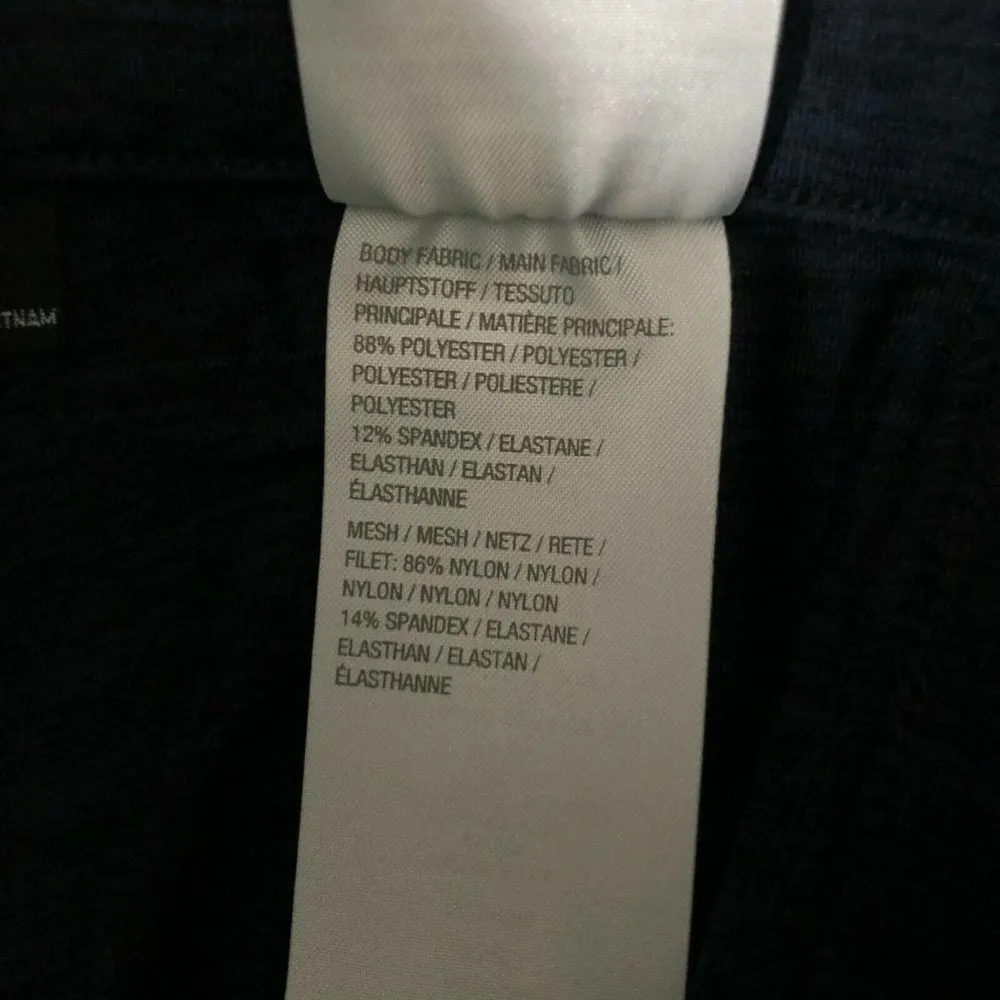 BODY FABRIC / MAIN FABRIC /
HAUPTSTOFF / TESSUTO
PRINCIPALE / MATIÈRE PRINCIPALE:
88% POLYESTER / POLYESTER /
POLYESTER / POLIESTERE /
POLYESTER
12% SPANDEX / ELASTANE /
ELASTHAN / ELASTAN /
ÉLASTHANNE
MESH / MESH / NETZ / RETE /
FILET: 86% NYLON / NYLON /
NYLON / NYLON / NYLON
14% SPANDEX / ELASTANE /
ELASTHAN / ELASTAN /
ÉLASTHANNE
TNAM